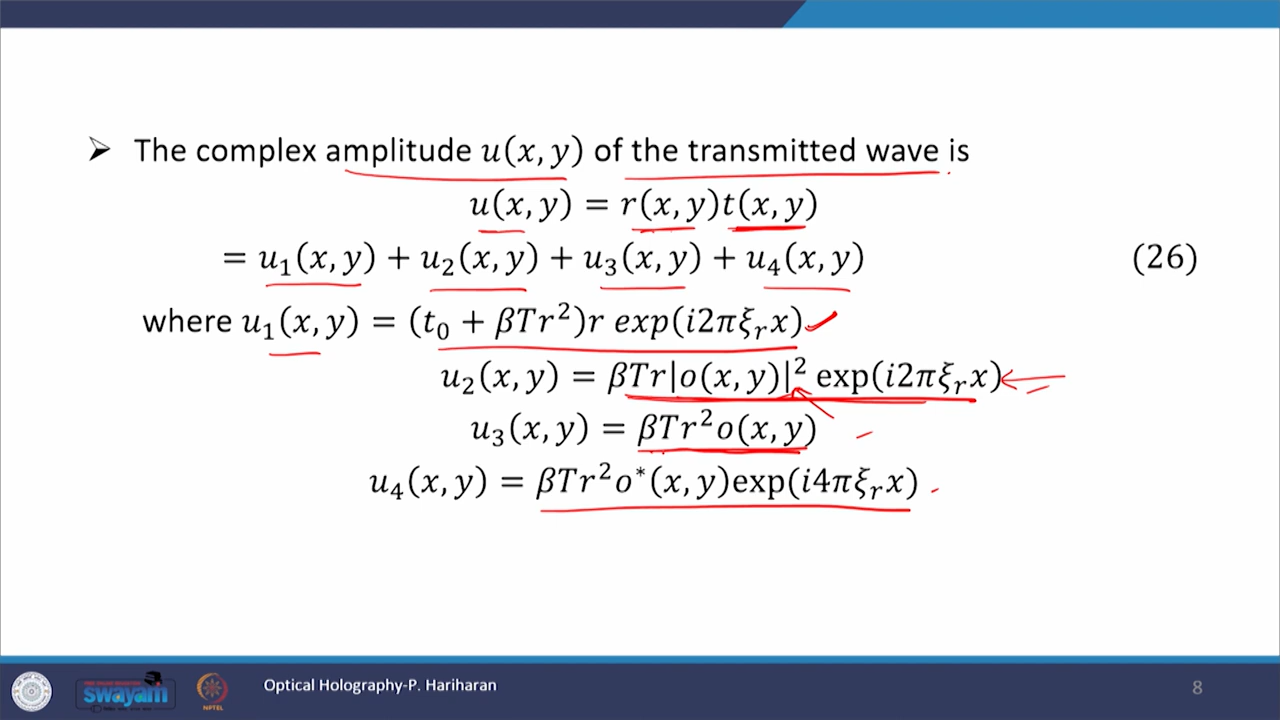 ➢ The complex amplitude 𝑢(𝑥, 𝑦) of the transmitted wave is
𝑢(𝑥, 𝑦) = 𝑟(𝑥, 𝑦)𝑡(𝑥, 𝑦)
= 𝑢₁(𝑥, 𝑦) + 𝑢₂(𝑥, 𝑦) + 𝑢₃(𝑥, 𝑦) + 𝑢₄(𝑥, 𝑦) (26)
where 𝑢₁(𝑥, 𝑦) = (𝑡₀ + 𝛽𝑇𝑟²)𝑟 𝑒𝑥𝑝(𝑖2𝜋𝜉ᵣ𝑥)
𝑢₂(𝑥, 𝑦) = 𝛽𝑇𝑟|𝑜(𝑥, 𝑦)|² exp(𝑖2𝜋𝜉ᵣ𝑥)
𝑢₃(𝑥, 𝑦) = 𝛽𝑇𝑟²𝑜(𝑥, 𝑦)
𝑢₄(𝑥, 𝑦) = 𝛽𝑇𝑟²𝑜*(𝑥, 𝑦)exp(𝑖4𝜋𝜉ᵣ𝑥)
swayam
NPTEL
Optical Holography-P. Hariharan
8